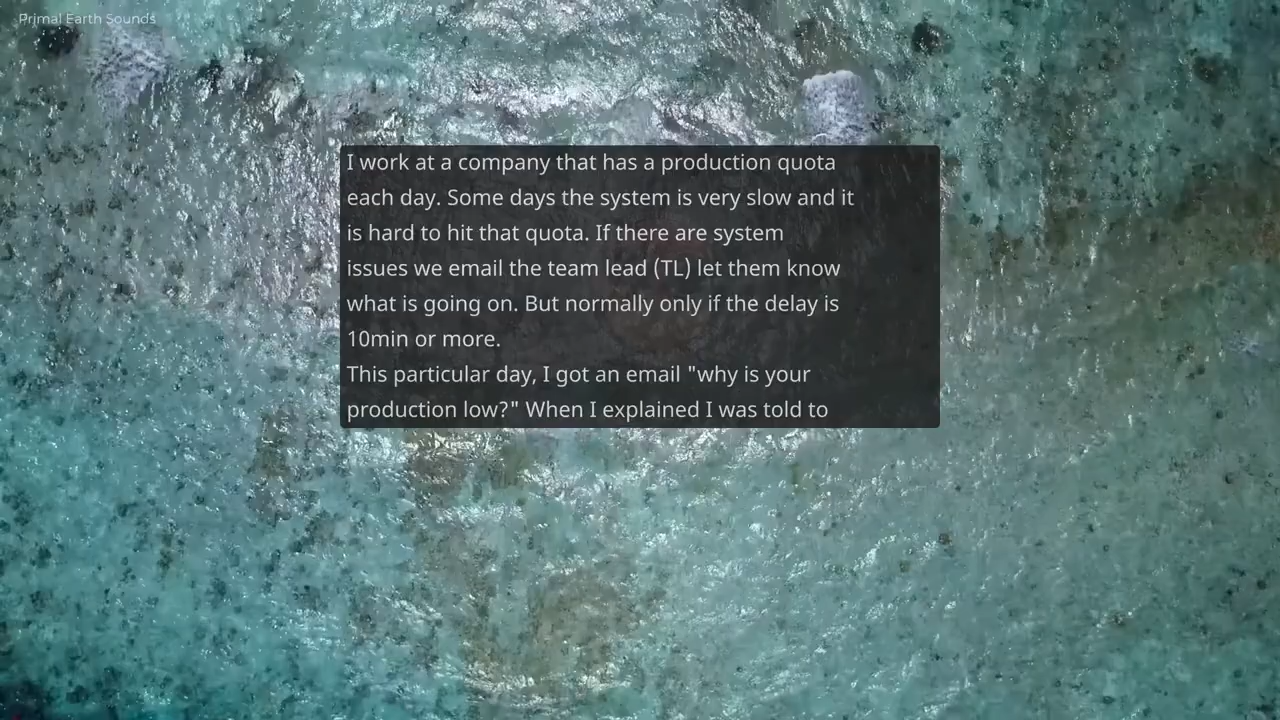 Primal Earth Sounds
I work at a company that has a production quota
each day. Some days the system is very slow and it
is hard to hit that quota. If there are system
issues we email the team lead (TL) let them know
what is going on. But normally only if the delay is
10min or more.
This particular day, I got an email "why is your
production low?" When I explained I was told to